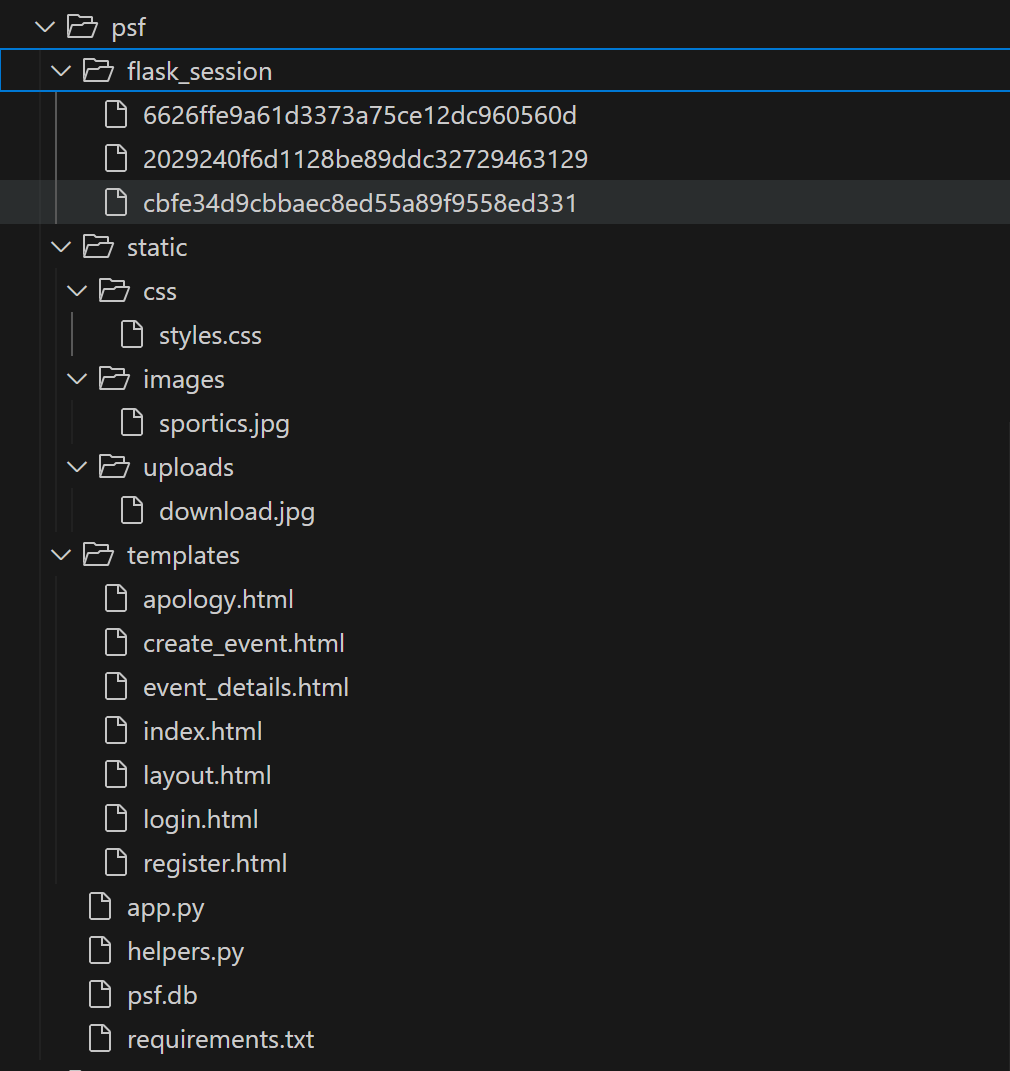 psf
flask_session
6626ffe9a61d3373a75ce12dc960560d
2029240f6d1128be89ddc32729463129
cbfe34d9cbbaec8ed55a89f9558ed331
static
css
styles.css
images
sportics.jpg
uploads
download.jpg
templates
apology.html
create_event.html
event_details.html
index.html
layout.html
login.html
register.html
app.py
helpers.py
psf.db
requirements.txt